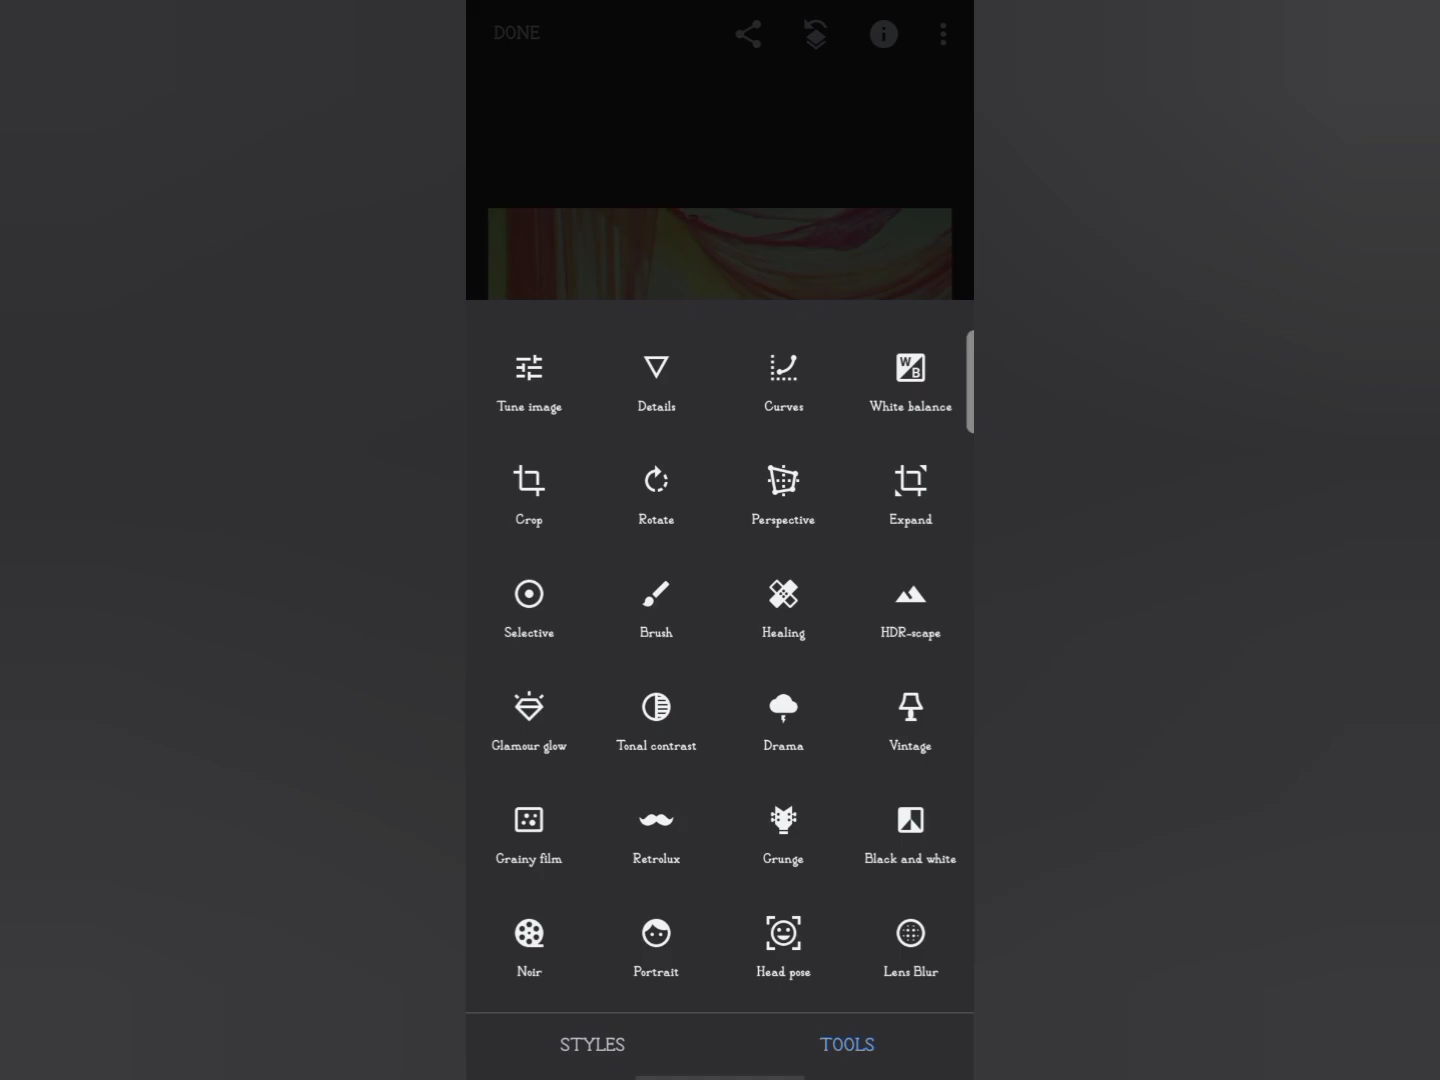 DONE
Tune image
Details
Curves
White balance
Crop
Rotate
Perspective
Expand
Selective
Brush
Healing
HDR-scape
Glamour glow
Tonal contrast
Drama
Vintage
Grainy film
Retrolux
Grunge
Black and white
Noir
Portrait
Head pose
Lens Blur
STYLES
TOOLS